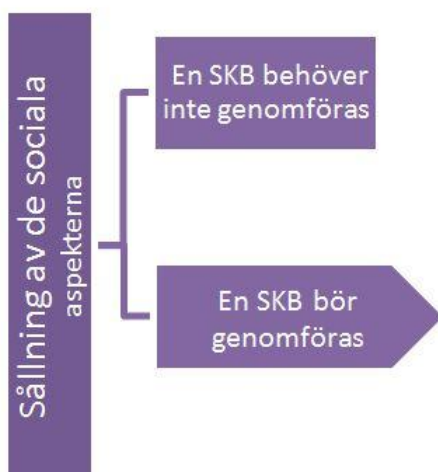 Sållning av de sociala
aspekterna
En SKB behöver
inte genomföras
En SKB bör
genomföras